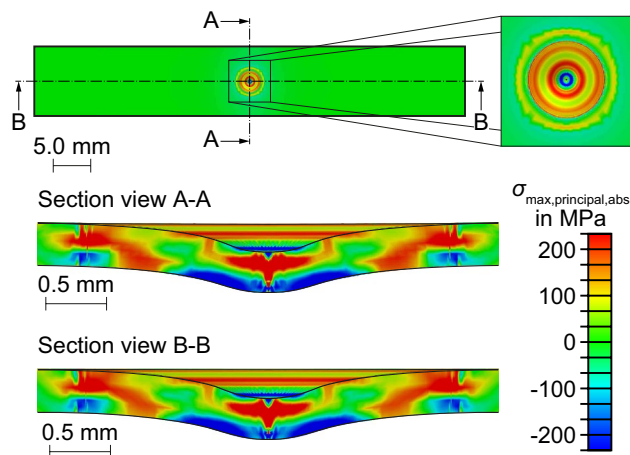 A
B
B
A
5.0 mm
Section view A-A
0.5 mm
Section view B-B
0.5 mm
σmax,principal,abs
in MPa
200
100
0
-100
-200